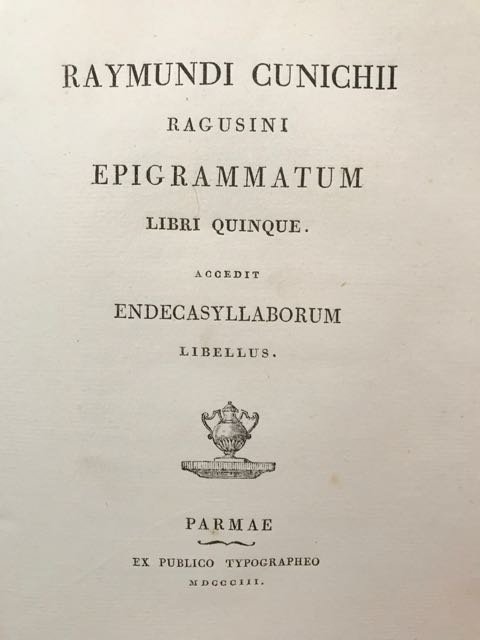 RAYMUNDI CUNICHII
RAGUSINI
EPIGRAMMATUM
LIBRI QUINQUE.
ACCEDIT
ENDECASYLLABORUM
LIBELLUS.
PARMAE
EX PUBLICO TYPOGRAPHEO
MDCCCIII.